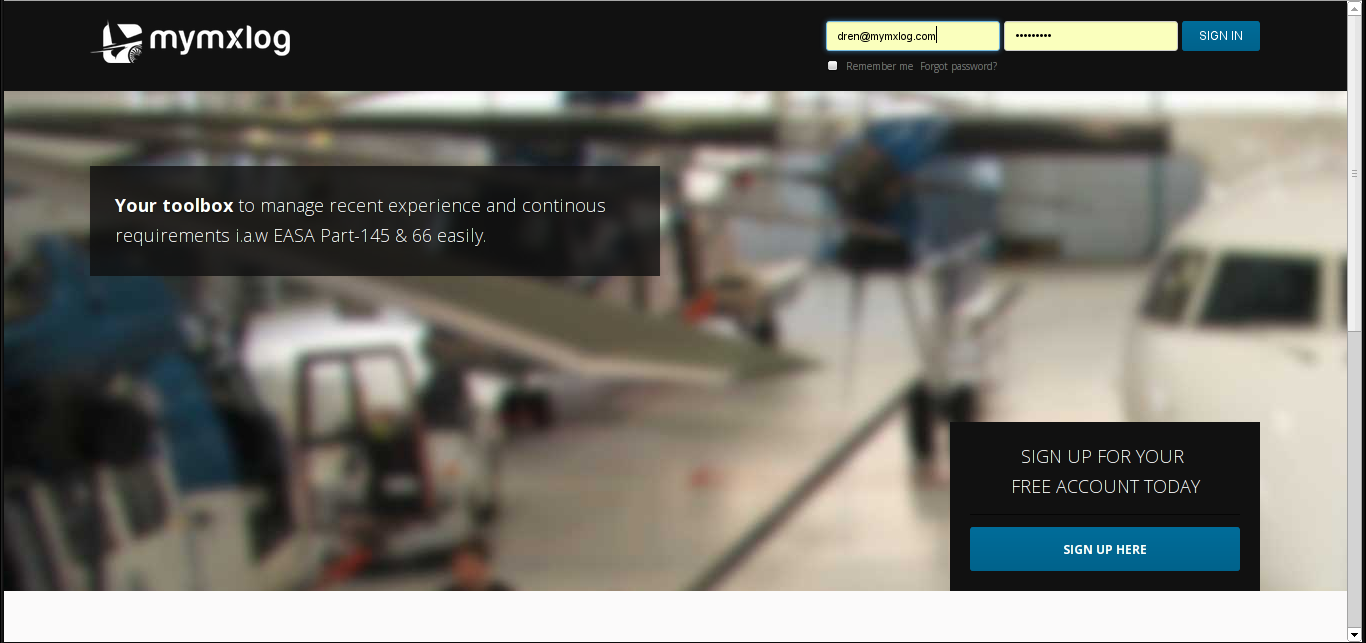 mymxlog
dren@mymxlog.com ••••••••• SIGN IN
Remember me Forgot password?
Your toolbox to manage recent experience and continous
requirements i.a.w EASA Part-145 & 66 easily.
SIGN UP FOR YOUR
FREE ACCOUNT TODAY
SIGN UP HERE